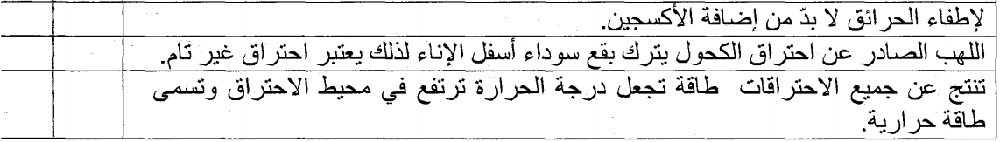 لإطفاء الحرائق لا بدّ من إضافة الأكسجين.
اللهب الصادر عن احتراق الكحول يترك بقع سوداء أسفل الإناء لذلك يعتبر احتراق غير تام.
تنتج عن جميع الاحتراقات طاقة تجعل درجة الحرارة ترتفع في محيط الاحتراق وتسمى
طاقة حرارية.